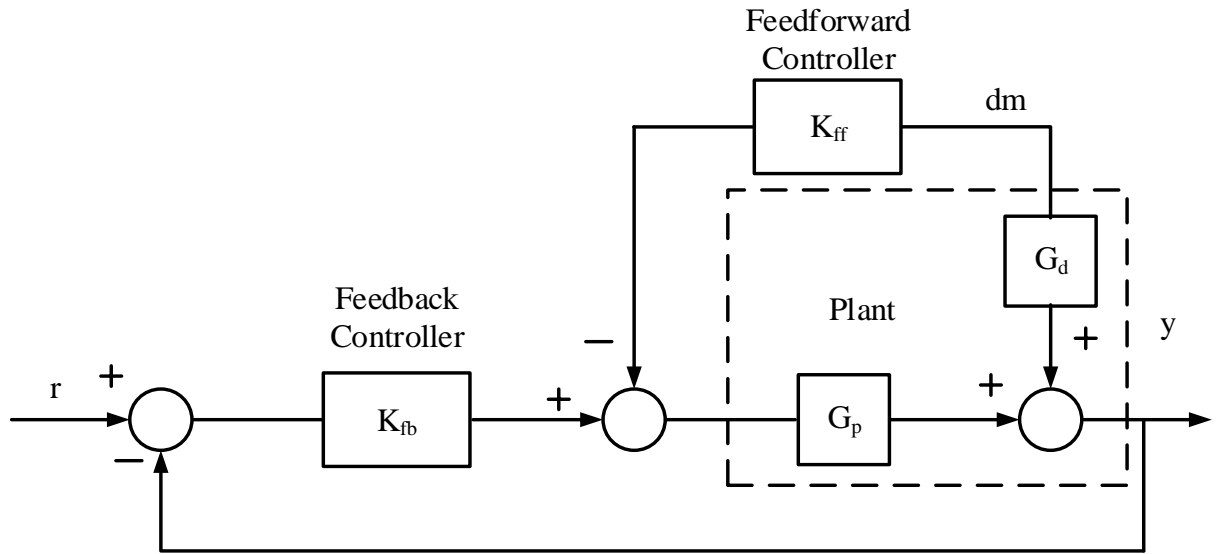 Feedforward
Controller
dm
K_ff
G_d
Feedback
Controller
Plant
y
r
+
+
+
+
−
−
K_fb
G_p